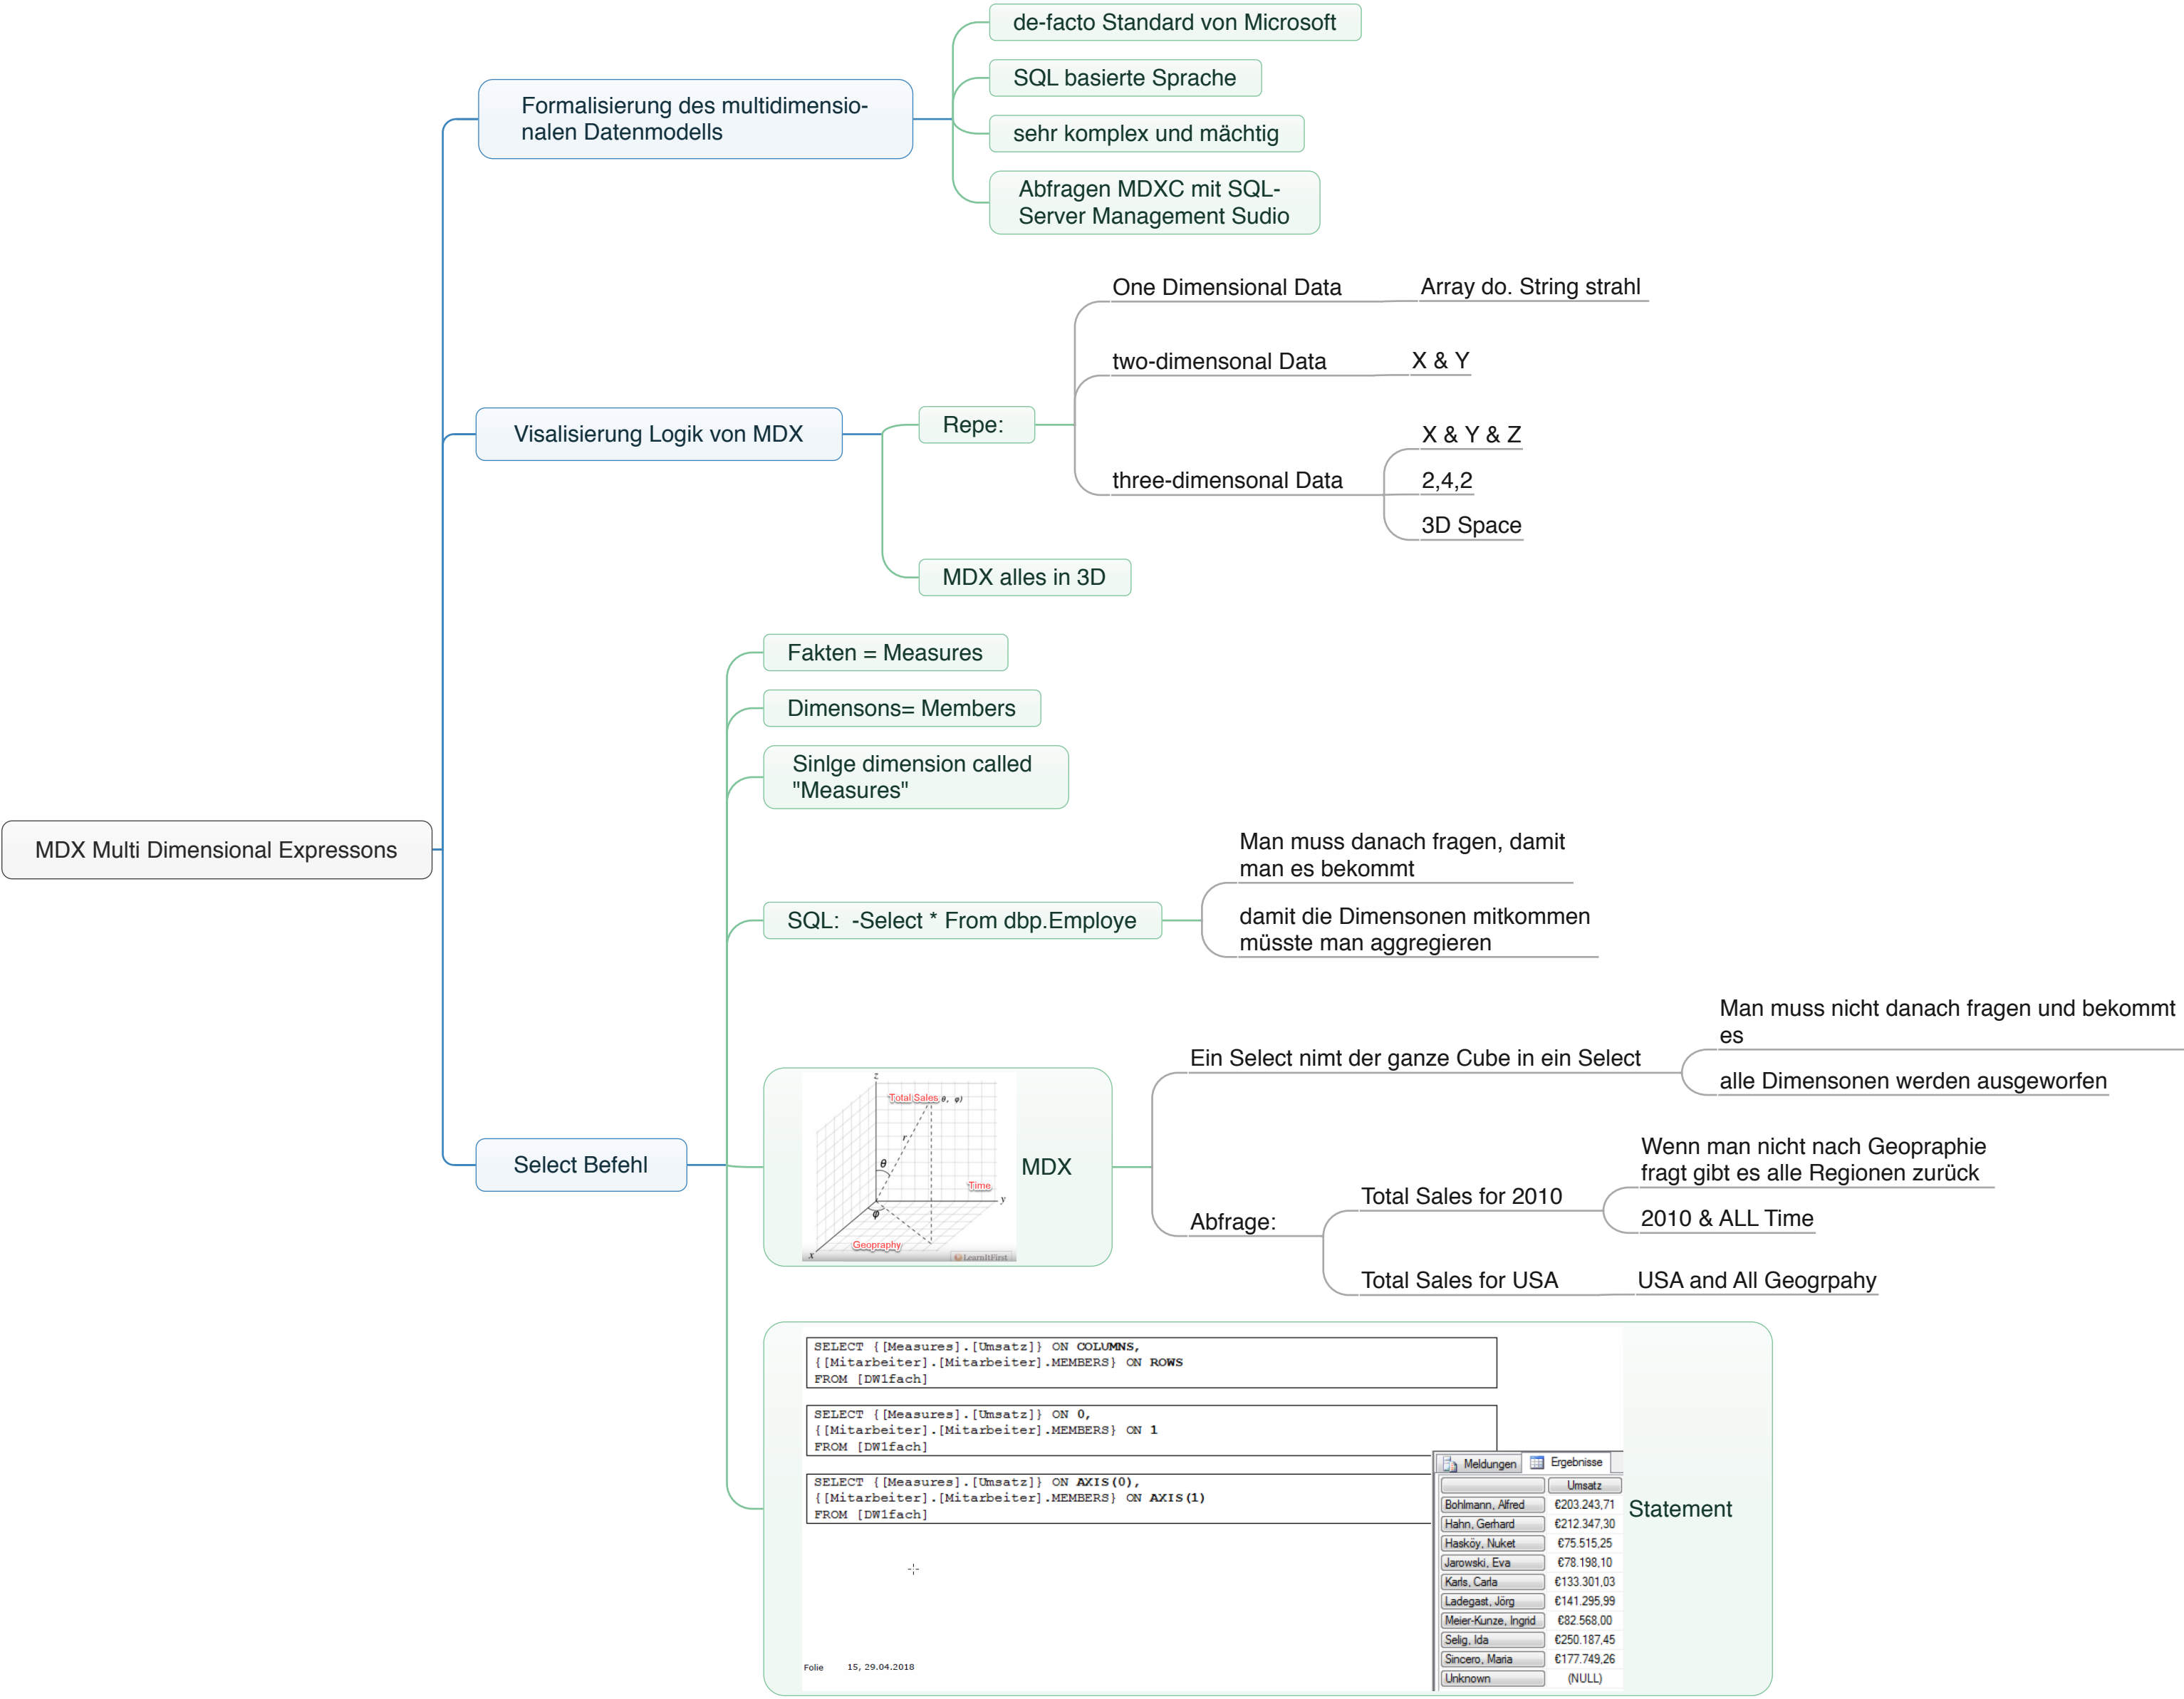 MDX Multi Dimensional Expressons
Formalisierung des multidimensio-
nalen Datenmodells
de-facto Standard von Microsoft
SQL basierte Sprache
sehr komplex und mächtig
Abfragen MDXC mit SQL-
Server Management Sudio
Visalisierung Logik von MDX
Repe:
One Dimensional Data
Array do. String strahl
two-dimensonal Data
X & Y
three-dimensonal Data
X & Y & Z
2,4,2
3D Space
MDX alles in 3D
Select Befehl
Fakten = Measures
Dimensons= Members
Sinlge dimension called
"Measures"
SQL:  -Select * From dbp.Employe
Man muss danach fragen, damit
man es bekommt
damit die Dimensonen mitkommen
müsste man aggregieren
z
Total Sales θ, φ)
r
θ
Time
y
φ
Geopraphy
x
LearnItFirst
MDX
Ein Select nimt der ganze Cube in ein Select
Man muss nicht danach fragen und bekommt
es
alle Dimensonen werden ausgeworfen
Abfrage:
Total Sales for 2010
Wenn man nicht nach Geopraphie
fragt gibt es alle Regionen zurück
2010 & ALL Time
Total Sales for USA
USA and All Geogrpahy
SELECT {[Measures].[Umsatz]} ON COLUMNS,
{[Mitarbeiter].[Mitarbeiter].MEMBERS} ON ROWS
FROM [DW1fach]
SELECT {[Measures].[Umsatz]} ON 0,
{[Mitarbeiter].[Mitarbeiter].MEMBERS} ON 1
FROM [DW1fach]
SELECT {[Measures].[Umsatz]} ON AXIS(0),
{[Mitarbeiter].[Mitarbeiter].MEMBERS} ON AXIS(1)
FROM [DW1fach]
Meldungen Ergebnisse
Umsatz
Bohlmann, Alfred €203.243,71
Hahn, Gerhard €212.347,30
Hasköy, Nuket €75.515,25
Jarowski, Eva €78.198,10
Karls, Carla €133.301,03
Ladegast, Jörg €141.295,99
Meier-Kunze, Ingrid €82.568,00
Selig, Ida €250.187,45
Sincero, Maria €177.749,26
Unknown (NULL)
Folie 15, 29.04.2018
Statement